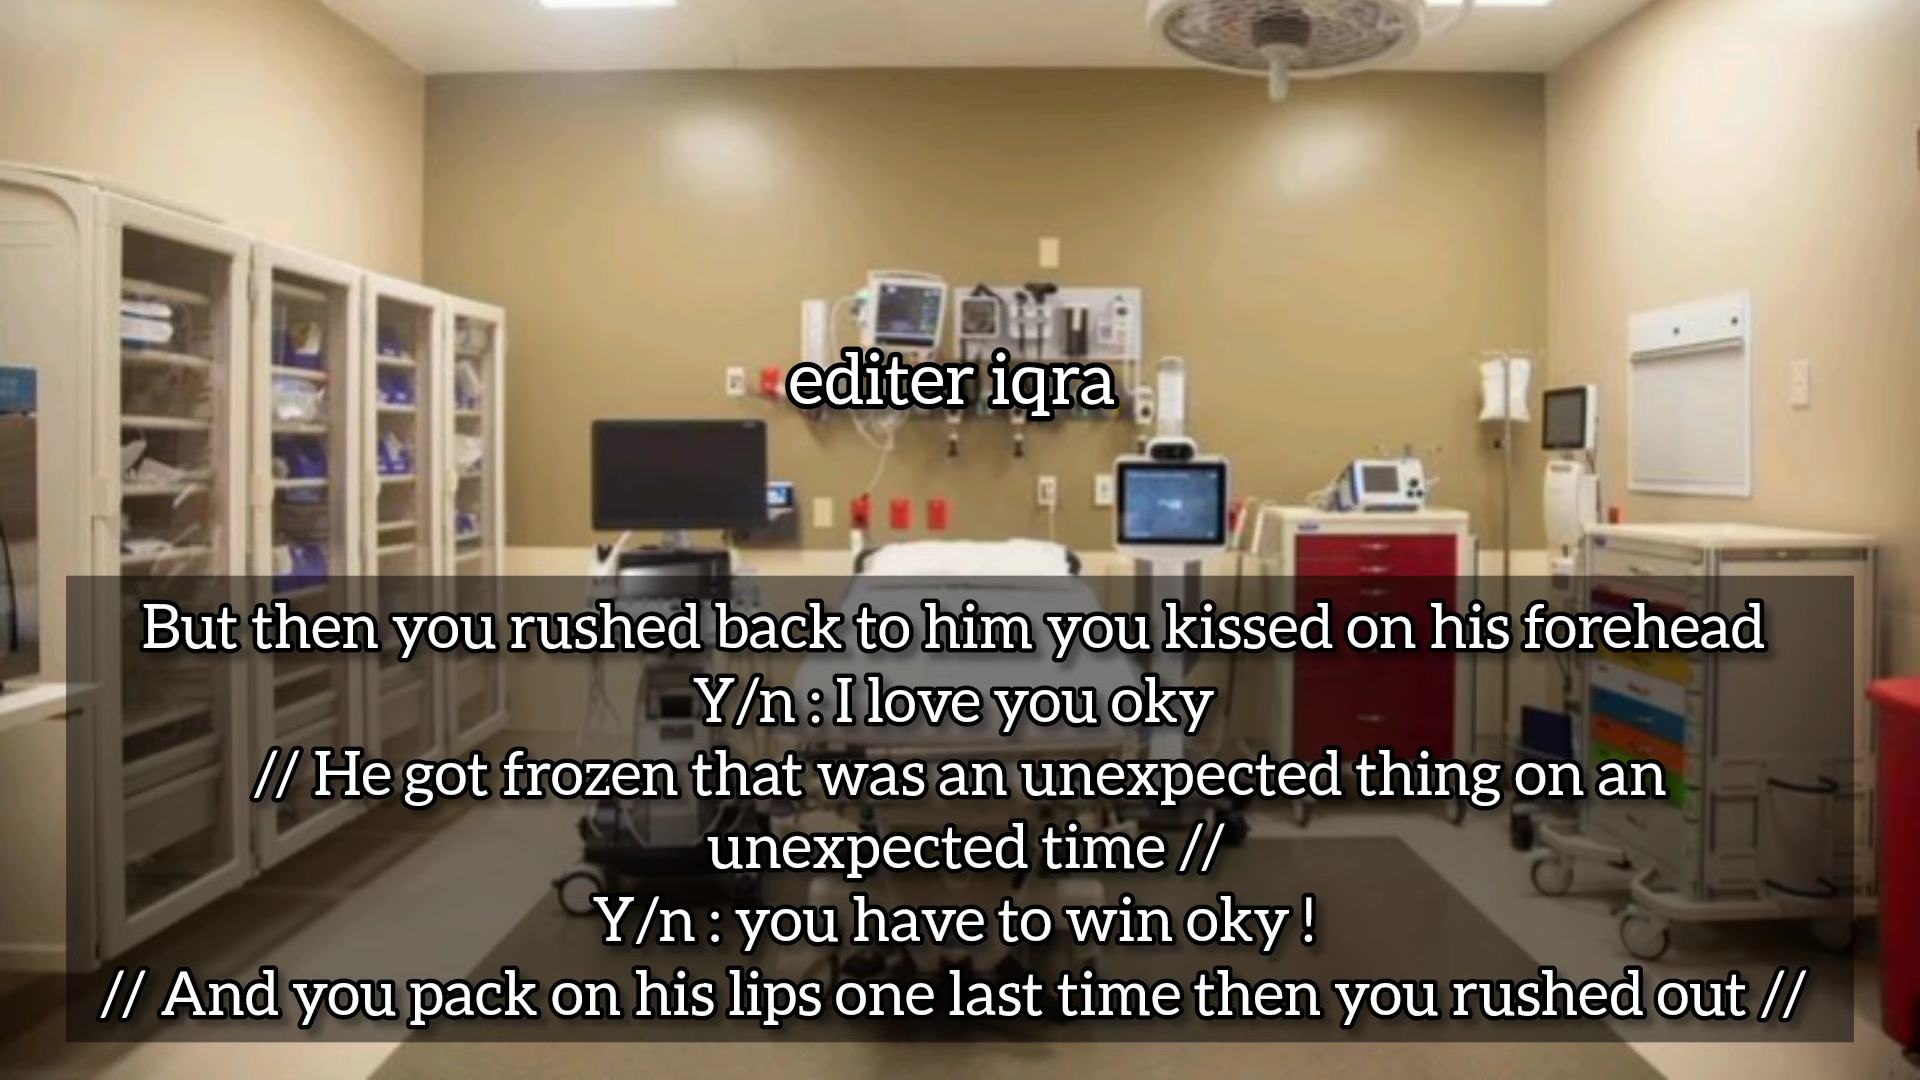 editer iqra
But then you rushed back to him you kissed on his forehead
Y/n : I love you oky
// He got frozen that was an unexpected thing on an
unexpected time //
Y/n : you have to win oky !
// And you pack on his lips one last time then you rushed out //